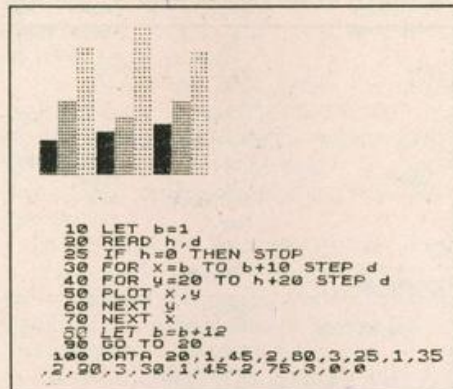 10 LET b=1
20 READ h,d
25 IF h=0 THEN STOP
30 FOR x=b TO b+10 STEP d
40 FOR y=20 TO h+20 STEP d
50 PLOT x,y
60 NEXT y
70 NEXT x
80 LET b=b+12
90 GO TO 20
100 DATA 20,1,45,2,80,3,25,1,35
,2,90,3,30,1,45,2,75,3,0,0